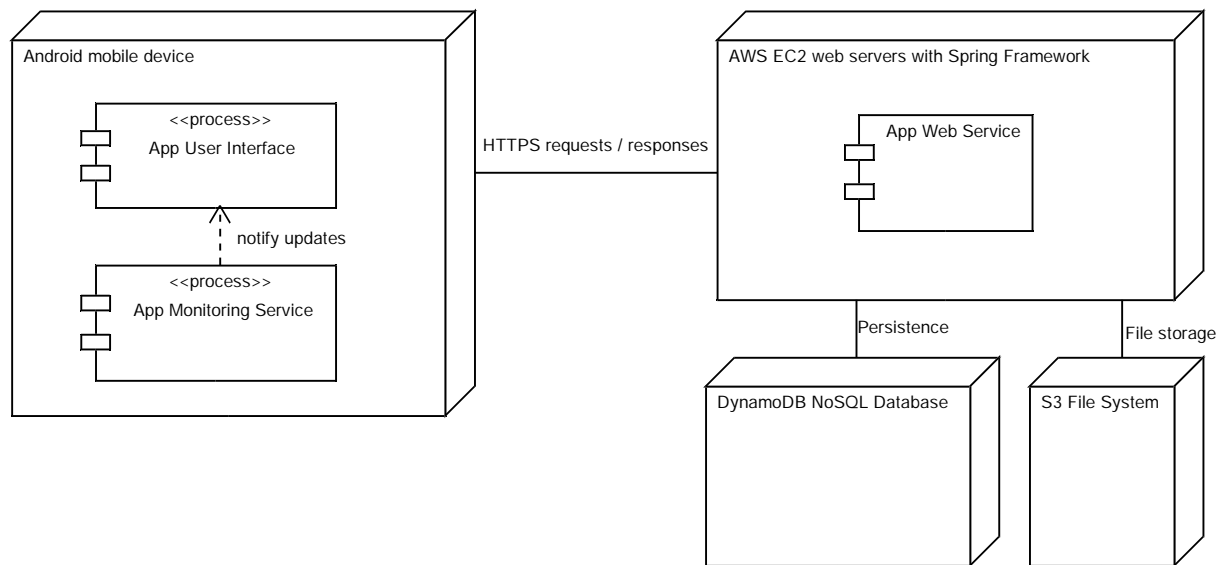 Android mobile device
<<process>>
App User Interface
notify updates
<<process>>
App Monitoring Service
HTTPS requests / responses
AWS EC2 web servers with Spring Framework
App Web Service
Persistence
File storage
DynamoDB NoSQL Database
S3 File System